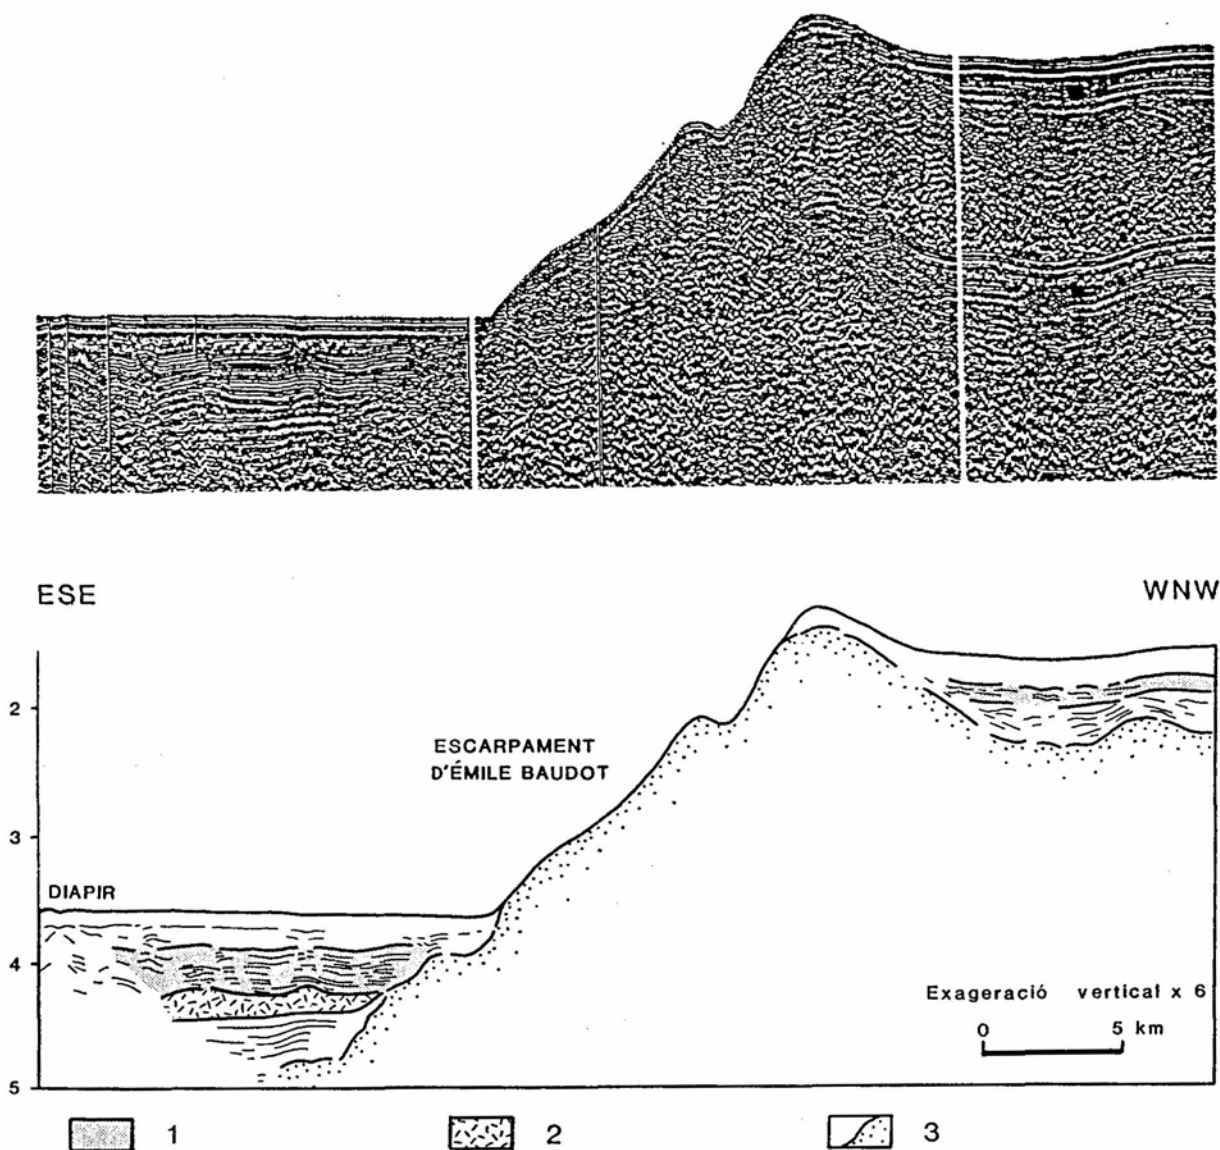 ESE
WNW
2
3
4
5
ESCARPAMENT
D'ÉMILE BAUDOT
DIAPIR
Exageració vertical x 6
0 5 km
1
2
3